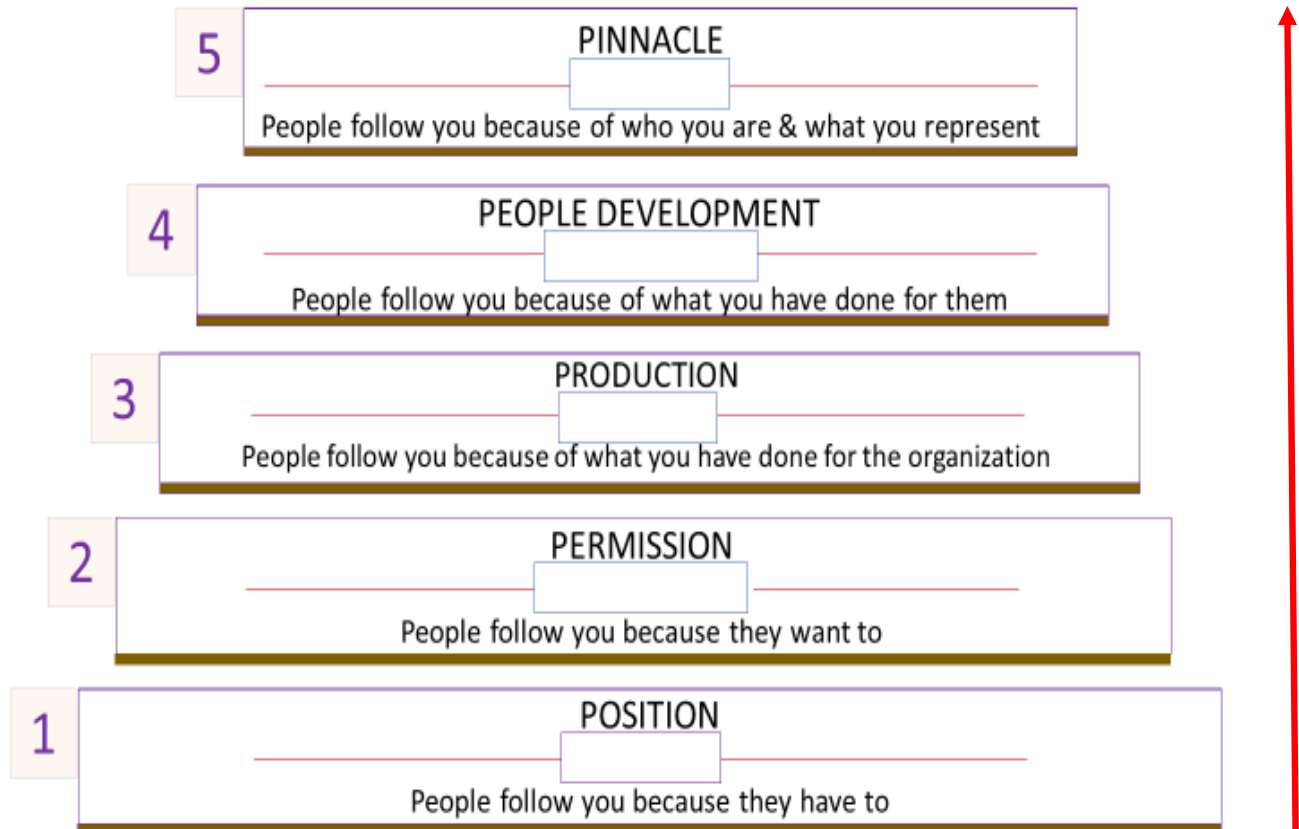 5
PINNACLE
People follow you because of who you are & what you represent
4
PEOPLE DEVELOPMENT
People follow you because of what you have done for them
3
PRODUCTION
People follow you because of what you have done for the organization
2
PERMISSION
People follow you because they want to
1
POSITION
People follow you because they have to